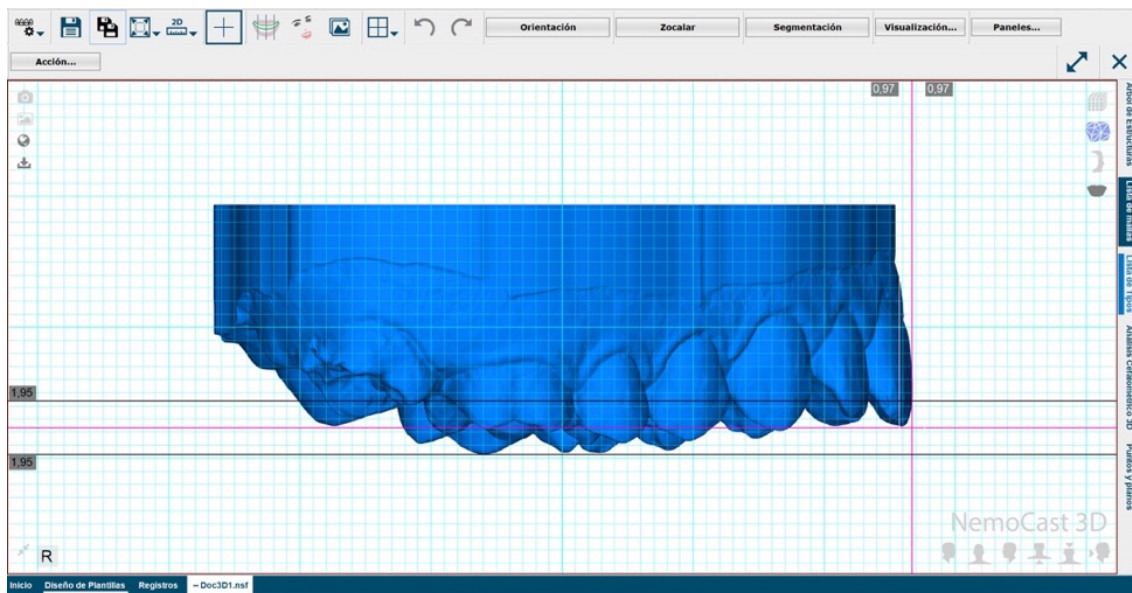 2D
Orientación
Zocalar
Segmentación
Visualización...
Paneles...
Acción...
0,97
0,97
Árbol de Estructuras
Lista de mallas
Lista de Tipos
Análisis Cefalométrico 3D
Puntos y planos
1,95
1,95
NemoCast 3D
R
Inicio
Diseño de Plantillas
Registros
– Doc3D1.nsf